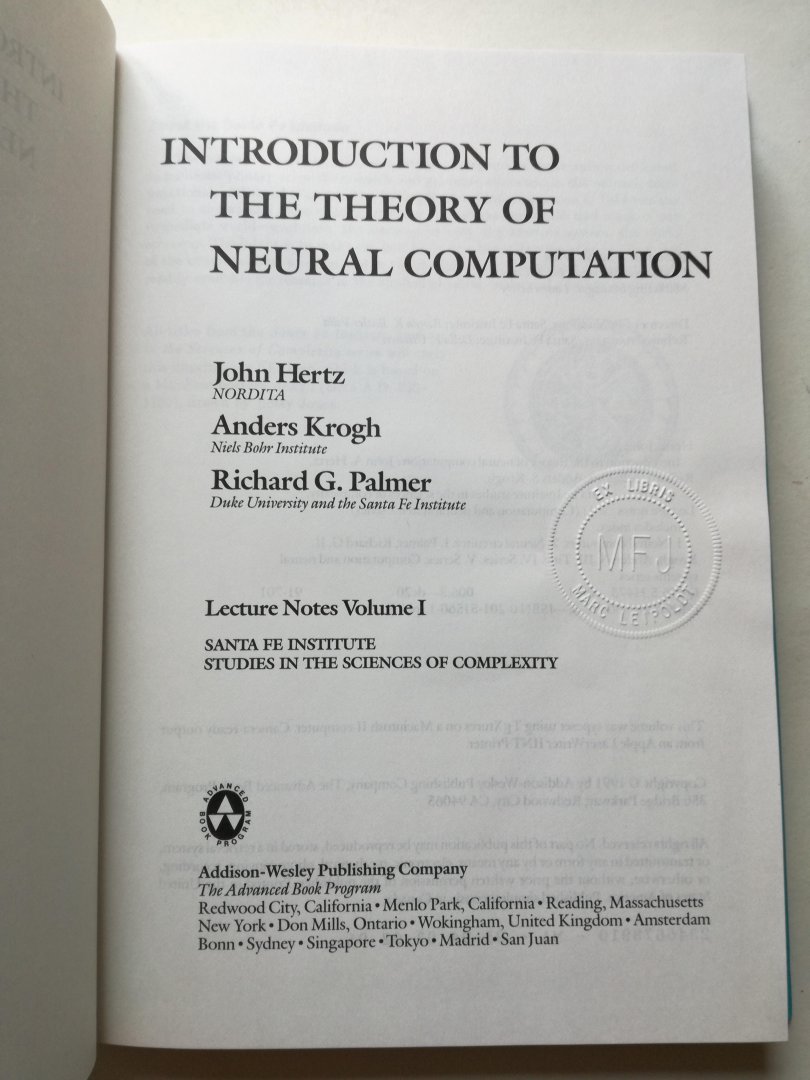 INTRODUCTION TO
THE THEORY OF
NEURAL COMPUTATION
John Hertz
NORDITA
Anders Krogh
Niels Bohr Institute
Richard G. Palmer
Duke University and the Santa Fe Institute
EX LIBRIS
MFJ
MARC LEIPOLDT
Lecture Notes Volume I
SANTA FE INSTITUTE
STUDIES IN THE SCIENCES OF COMPLEXITY
ADVANCED BOOK PROGRAM
Addison-Wesley Publishing Company
The Advanced Book Program
Redwood City, California • Menlo Park, California • Reading, Massachusetts
New York • Don Mills, Ontario • Wokingham, United Kingdom • Amsterdam
Bonn • Sydney • Singapore • Tokyo • Madrid • San Juan